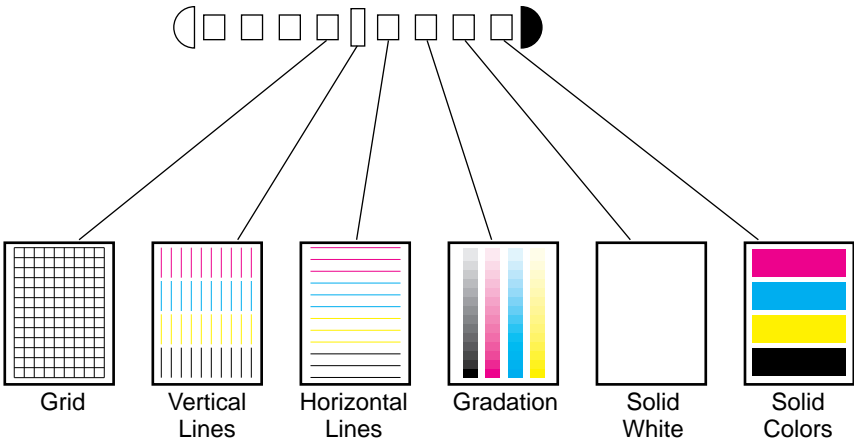 Grid
Vertical
Lines
Horizontal
Lines
Gradation
Solid
White
Solid
Colors